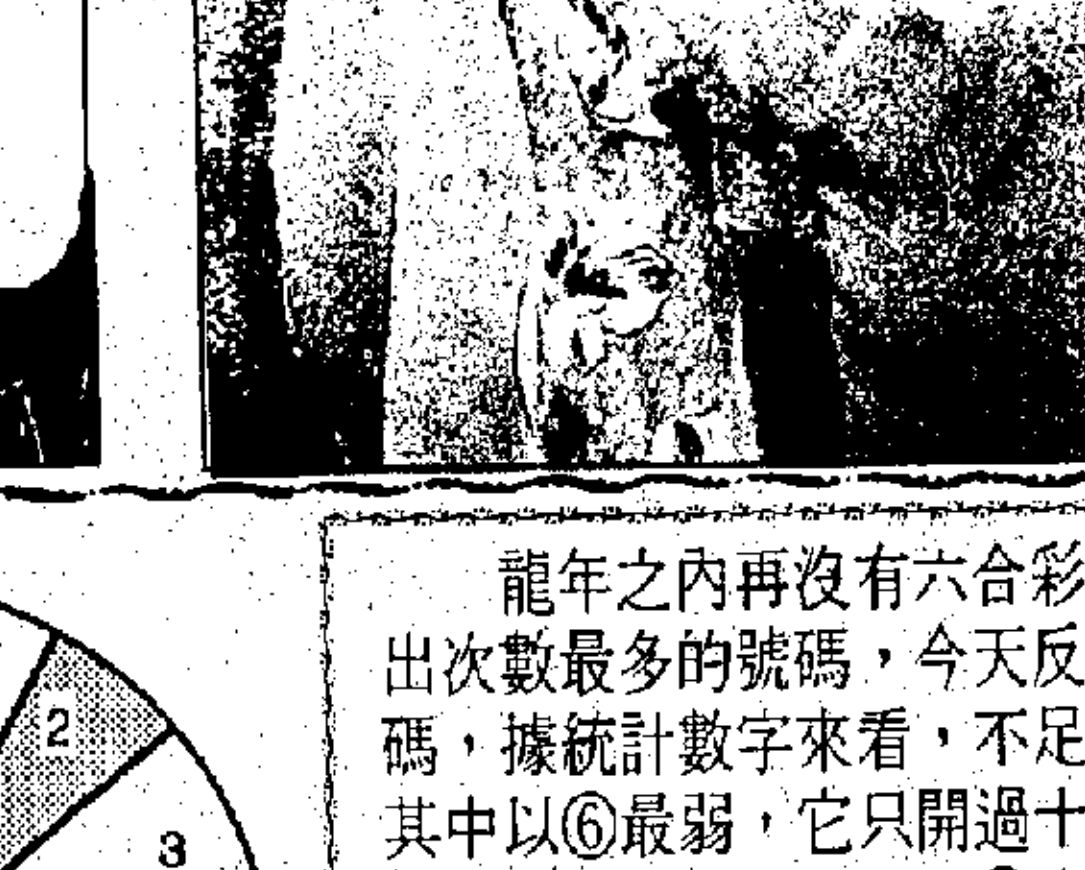 龍年之內再沒有六合彩
出次數最多的號碼，今天反
碼，據統計數字來看，不足
其中以⑥最弱，它只開過十
2
3